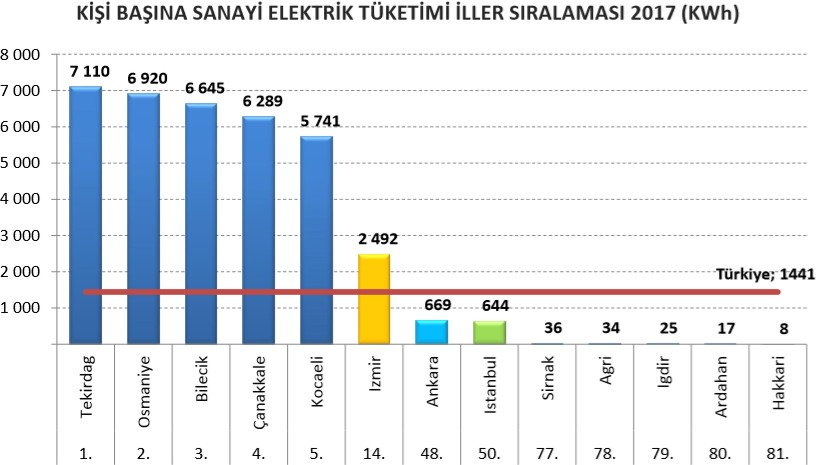 KİŞİ BAŞINA SANAYİ ELEKTRİK TÜKETİMİ İLLER SIRALAMASI 2017 (KWh)
8 000
7 000
6 000
5 000
4 000
3 000
2 000
1 000
7 110
6 920
6 645
6 289
5 741
2 492
669
644
36
34
25
17
8
Türkiye; 1441
Tekirdag
Osmaniye
Bilecik
Çanakkale
Kocaeli
Izmir
Ankara
Istanbul
Sirnak
Agri
Igdir
Ardahan
Hakkari
1. 2. 3. 4. 5. 14. 48. 50. 77. 78. 79. 80. 81.